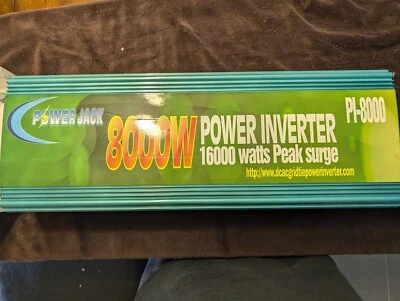 POWER JACK
8000W
POWER INVERTER
16000 watts Peak surge
http://www.dcacgridtiepowerinverter.com
PI-8000